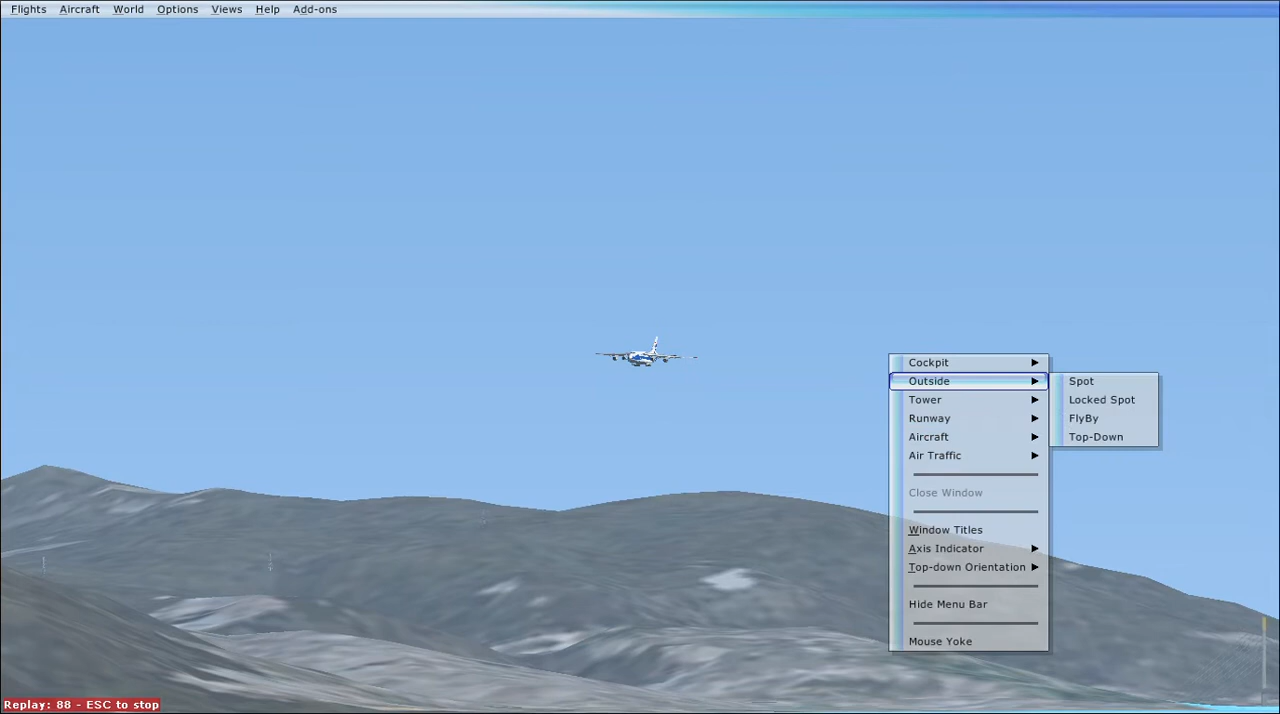 Flights Aircraft World Options Views Help Add-ons
Cockpit
Outside
Tower
Runway
Aircraft
Air Traffic
Close Window
Window Titles
Axis Indicator
Top-down Orientation
Hide Menu Bar
Mouse Yoke
Spot
Locked Spot
FlyBy
Top-Down
Replay: 88 - ESC to stop